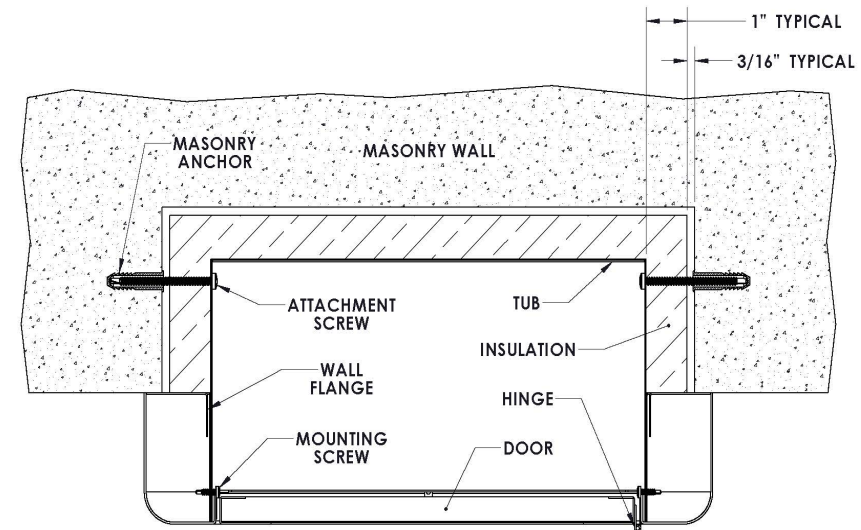 1" TYPICAL
3/16" TYPICAL
MASONRY
ANCHOR
MASONRY WALL
ATTACHMENT
SCREW
TUB
INSULATION
WALL
FLANGE
HINGE
MOUNTING
SCREW
DOOR